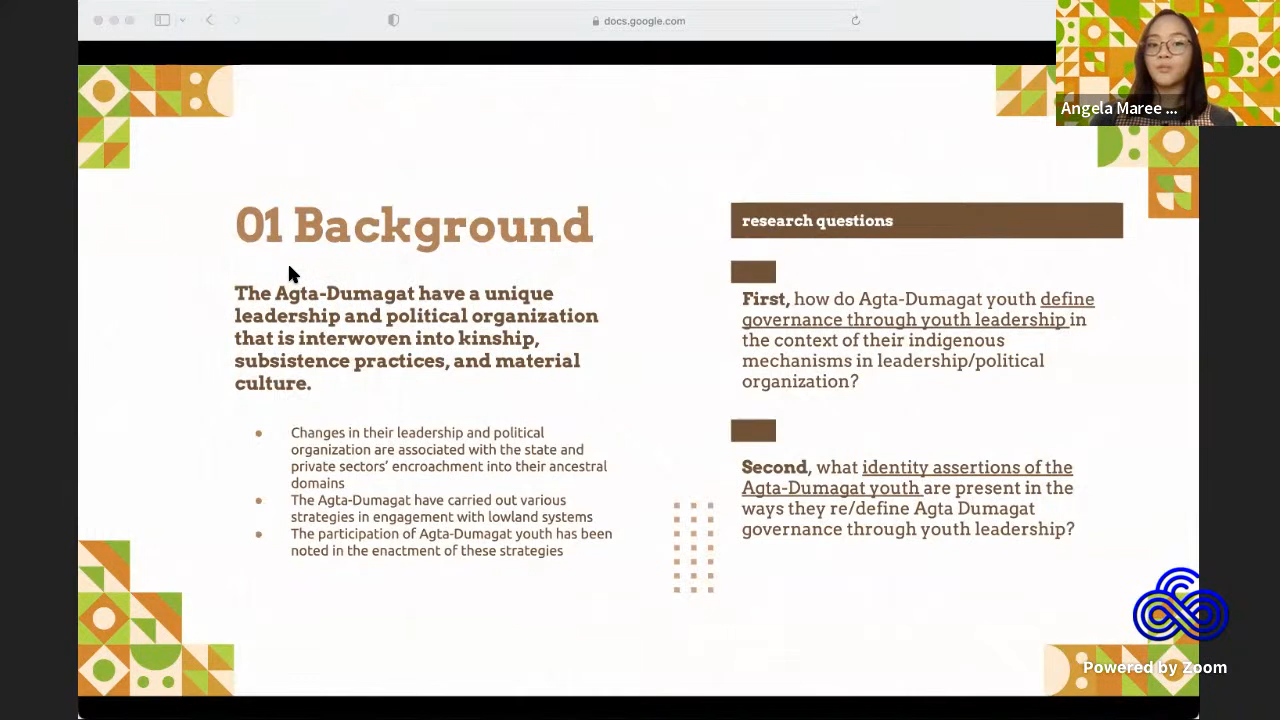 docs.google.com
Angela Maree ...
01 Background
The Agta-Dumagat have a unique
leadership and political organization
that is interwoven into kinship,
subsistence practices, and material
culture.
Changes in their leadership and political
organization are associated with the state and
private sectors’ encroachment into their ancestral
domains
The Agta-Dumagat have carried out various
strategies in engagement with lowland systems
The participation of Agta-Dumagat youth has been
noted in the enactment of these strategies
research questions
First, how do Agta-Dumagat youth define
governance through youth leadership in
the context of their indigenous
mechanisms in leadership/political
organization?
Second, what identity assertions of the
Agta-Dumagat youth are present in the
ways they re/define Agta Dumagat
governance through youth leadership?
Powered by Zoom